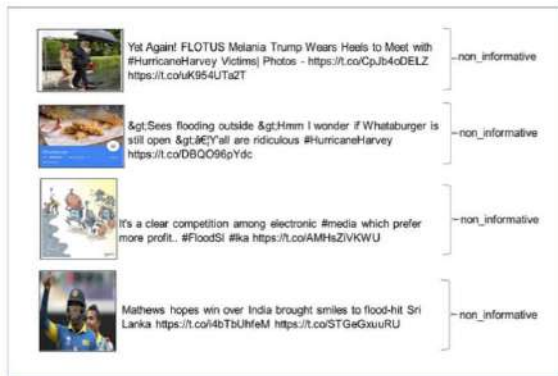 Yet Again! FLOTUS Melania Trump Wears Heels to Meet with
#HurricaneHarvey Victims| Photos - https://t.co/CpJb4oDELZ
https://t.co/uK954UTa2T
non_informative
&gt;Sees flooding outside &gt;Hmm I wonder if Whataburger is
still open &gt;â€¦Y'all are ridiculous #HurricaneHarvey
https://t.co/DBQO96pYdc
non_informative
It's a clear competition among electronic #media which prefer
more profit.. #FloodSl #lka https://t.co/AMHsZiVKWU
non_informative
Mathews hopes win over India brought smiles to flood-hit Sri
Lanka https://t.co/i4bTbUhfeM https://t.co/STGeGxuuRU
non_informative